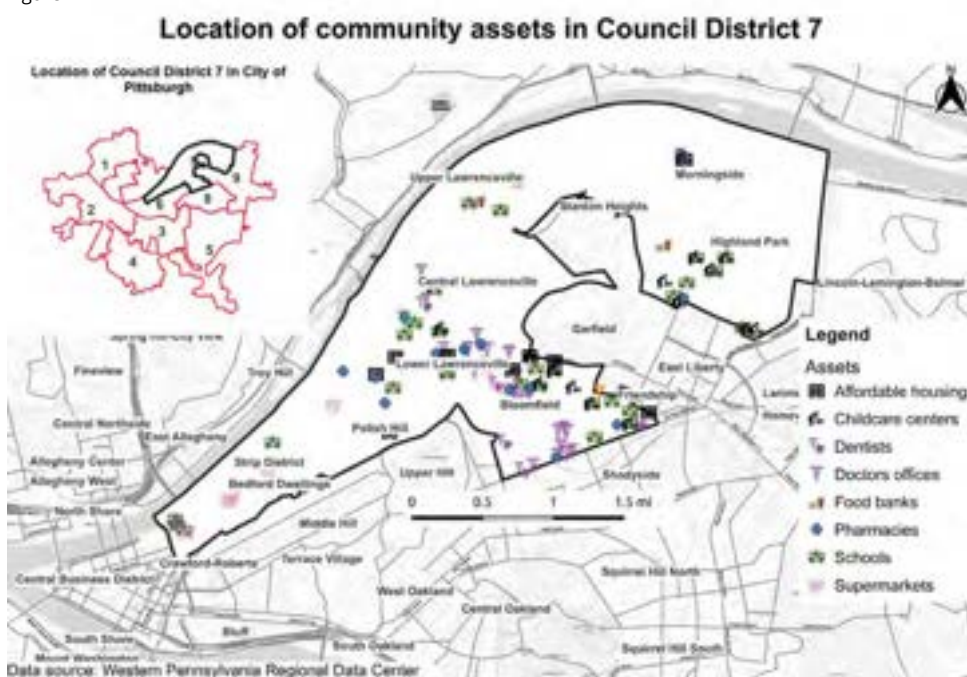 Location of community assets in Council District 7
Location of Council District 7 in City of
Pittsburgh
N
1
2
3
4
5
6
8
9
Upper Lawrenceville
Morningside
Stanton Heights
Highland Park
Central Lawrenceville
Lincoln-Lemington-Belmar
Garfield
Spring Hill-City View
Fineview
Troy Hill
Lower Lawrenceville
East Liberty
Friendship
Bloomfield
Central Northside
East Allegheny
Polish Hill
Allegheny Center
Allegheny West
Strip District
Bedford Dwellings
Upper Hill
Shadyside
North Shore
Middle Hill
0 0.5 1 1.5 mi
Crawford-Roberts
Terrace Village
Central Business District
West Oakland
Squirrel Hill North
Central Oakland
South Shore
Bluff
South Oakland
Squirrel Hill South
Mount Washington
Legend
Assets
Affordable housing
Childcare centers
Dentists
Doctors offices
Food banks
Pharmacies
Schools
Supermarkets
Data source: Western Pennsylvania Regional Data Center